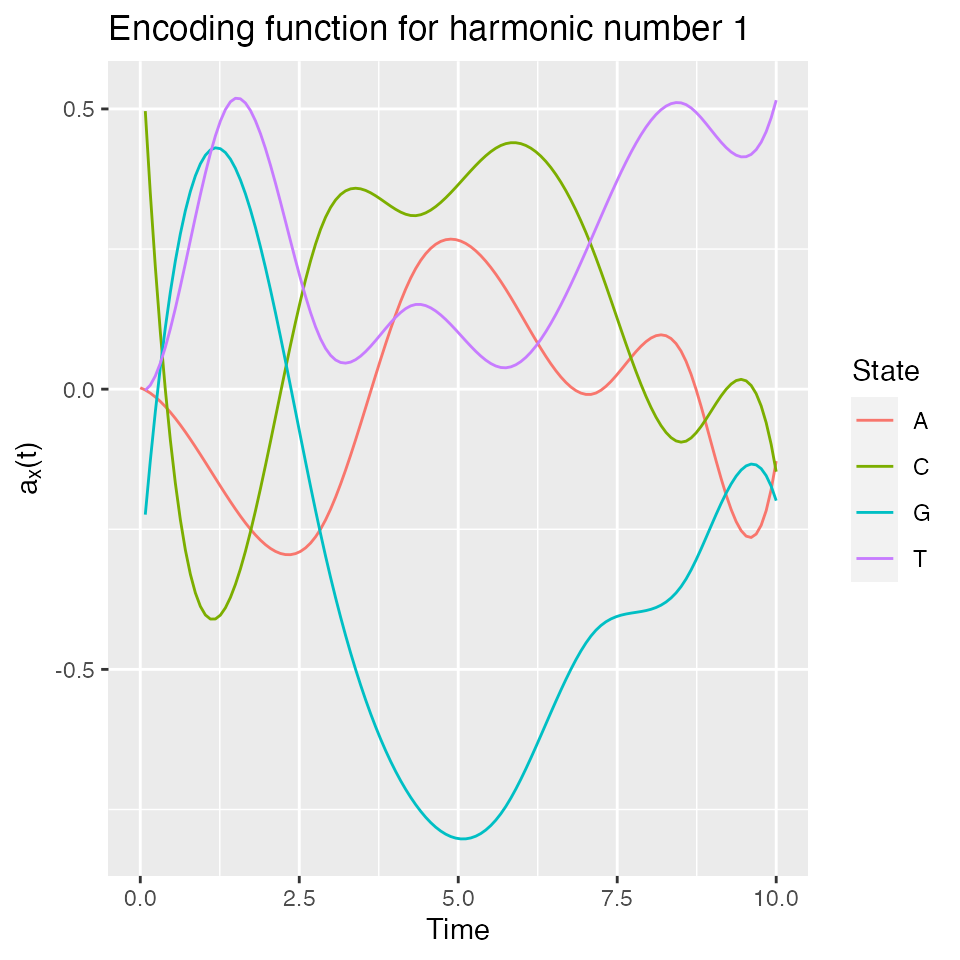 Encoding function for harmonic number 1
0.5
0.0
-0.5
aₓ(t)
0.0 2.5 5.0 7.5 10.0
Time
State
A
C
G
T